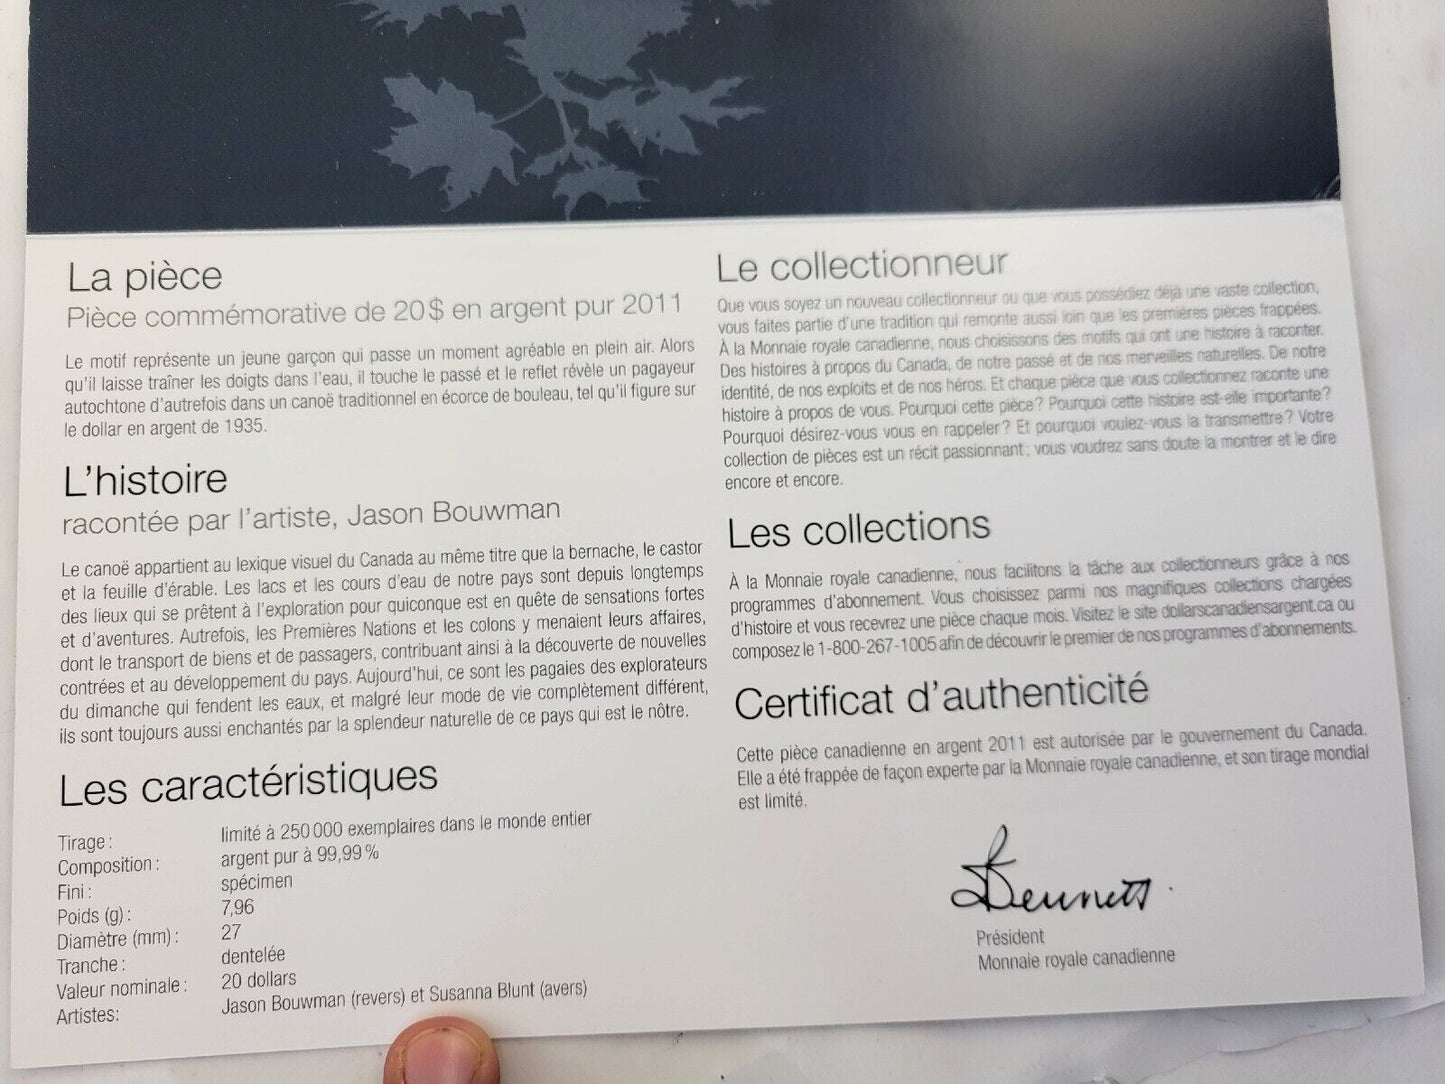 La pièce
Pièce commémorative de 20 $ en argent pur 2011
Le motif représente un jeune garçon qui passe un moment agréable en plein air. Alors
qu'il laisse traîner les doigts dans l'eau, il touche le passé et le reflet révèle un pagayeur
autochtone d'autrefois dans un canoë traditionnel en écorce de bouleau, tel qu'il figure sur
le dollar en argent de 1935.
L'histoire
racontée par l'artiste, Jason Bouwman
Le canoë appartient au lexique visuel du Canada au même titre que la bernache, le castor
et la feuille d'érable. Les lacs et les cours d'eau de notre pays sont depuis longtemps
des lieux qui se prêtent à l'exploration pour quiconque est en quête de sensations fortes
et d'aventures. Autrefois, les Premières Nations et les colons y menaient leurs affaires,
dont le transport de biens et de passagers, contribuant ainsi à la découverte de nouvelles
contrées et au développement du pays. Aujourd'hui, ce sont les pagaies des explorateurs
du dimanche qui fendent les eaux, et malgré leur mode de vie complètement différent,
ils sont toujours aussi enchantés par la splendeur naturelle de ce pays qui est le nôtre.
Les caractéristiques
Tirage : limité à 250 000 exemplaires dans le monde entier
Composition : argent pur à 99,99 %
Fini : spécimen
Poids (g) : 7,96
Diamètre (mm) : 27
Tranche : dentelée
Valeur nominale : 20 dollars
Artistes: Jason Bouwman (revers) et Susanna Blunt (avers)
Le collectionneur
Que vous soyez un nouveau collectionneur ou que vous possédiez déjà une vaste collection,
vous faites partie d'une tradition qui remonte aussi loin que les premières pièces frappées.
À la Monnaie royale canadienne, nous choisissons des motifs qui ont une histoire à raconter.
Des histoires à propos du Canada, de notre passé et de nos merveilles naturelles. De notre
identité, de nos exploits et de nos héros. Et chaque pièce que vous collectionnez raconte une
histoire à propos de vous. Pourquoi cette pièce ? Pourquoi cette histoire est-elle importante ?
Pourquoi désirez-vous vous en rappeler ? Et pourquoi voulez-vous la transmettre ? Votre
collection de pièces est un récit passionnant ; vous voudrez sans doute la montrer et le dire
encore et encore.
Les collections
À la Monnaie royale canadienne, nous facilitons la tâche aux collectionneurs grâce à nos
programmes d'abonnement. Vous choisissez parmi nos magnifiques collections chargées
d'histoire et vous recevrez une pièce chaque mois. Visitez le site dollarscanadiensargent.ca ou
composez le 1-800-267-1005 afin de découvrir le premier de nos programmes d'abonnements.
Certificat d'authenticité
Cette pièce canadienne en argent 2011 est autorisée par le gouvernement du Canada.
Elle a été frappée de façon experte par la Monnaie royale canadienne, et son tirage mondial
est limité.
Bennett
Président
Monnaie royale canadienne